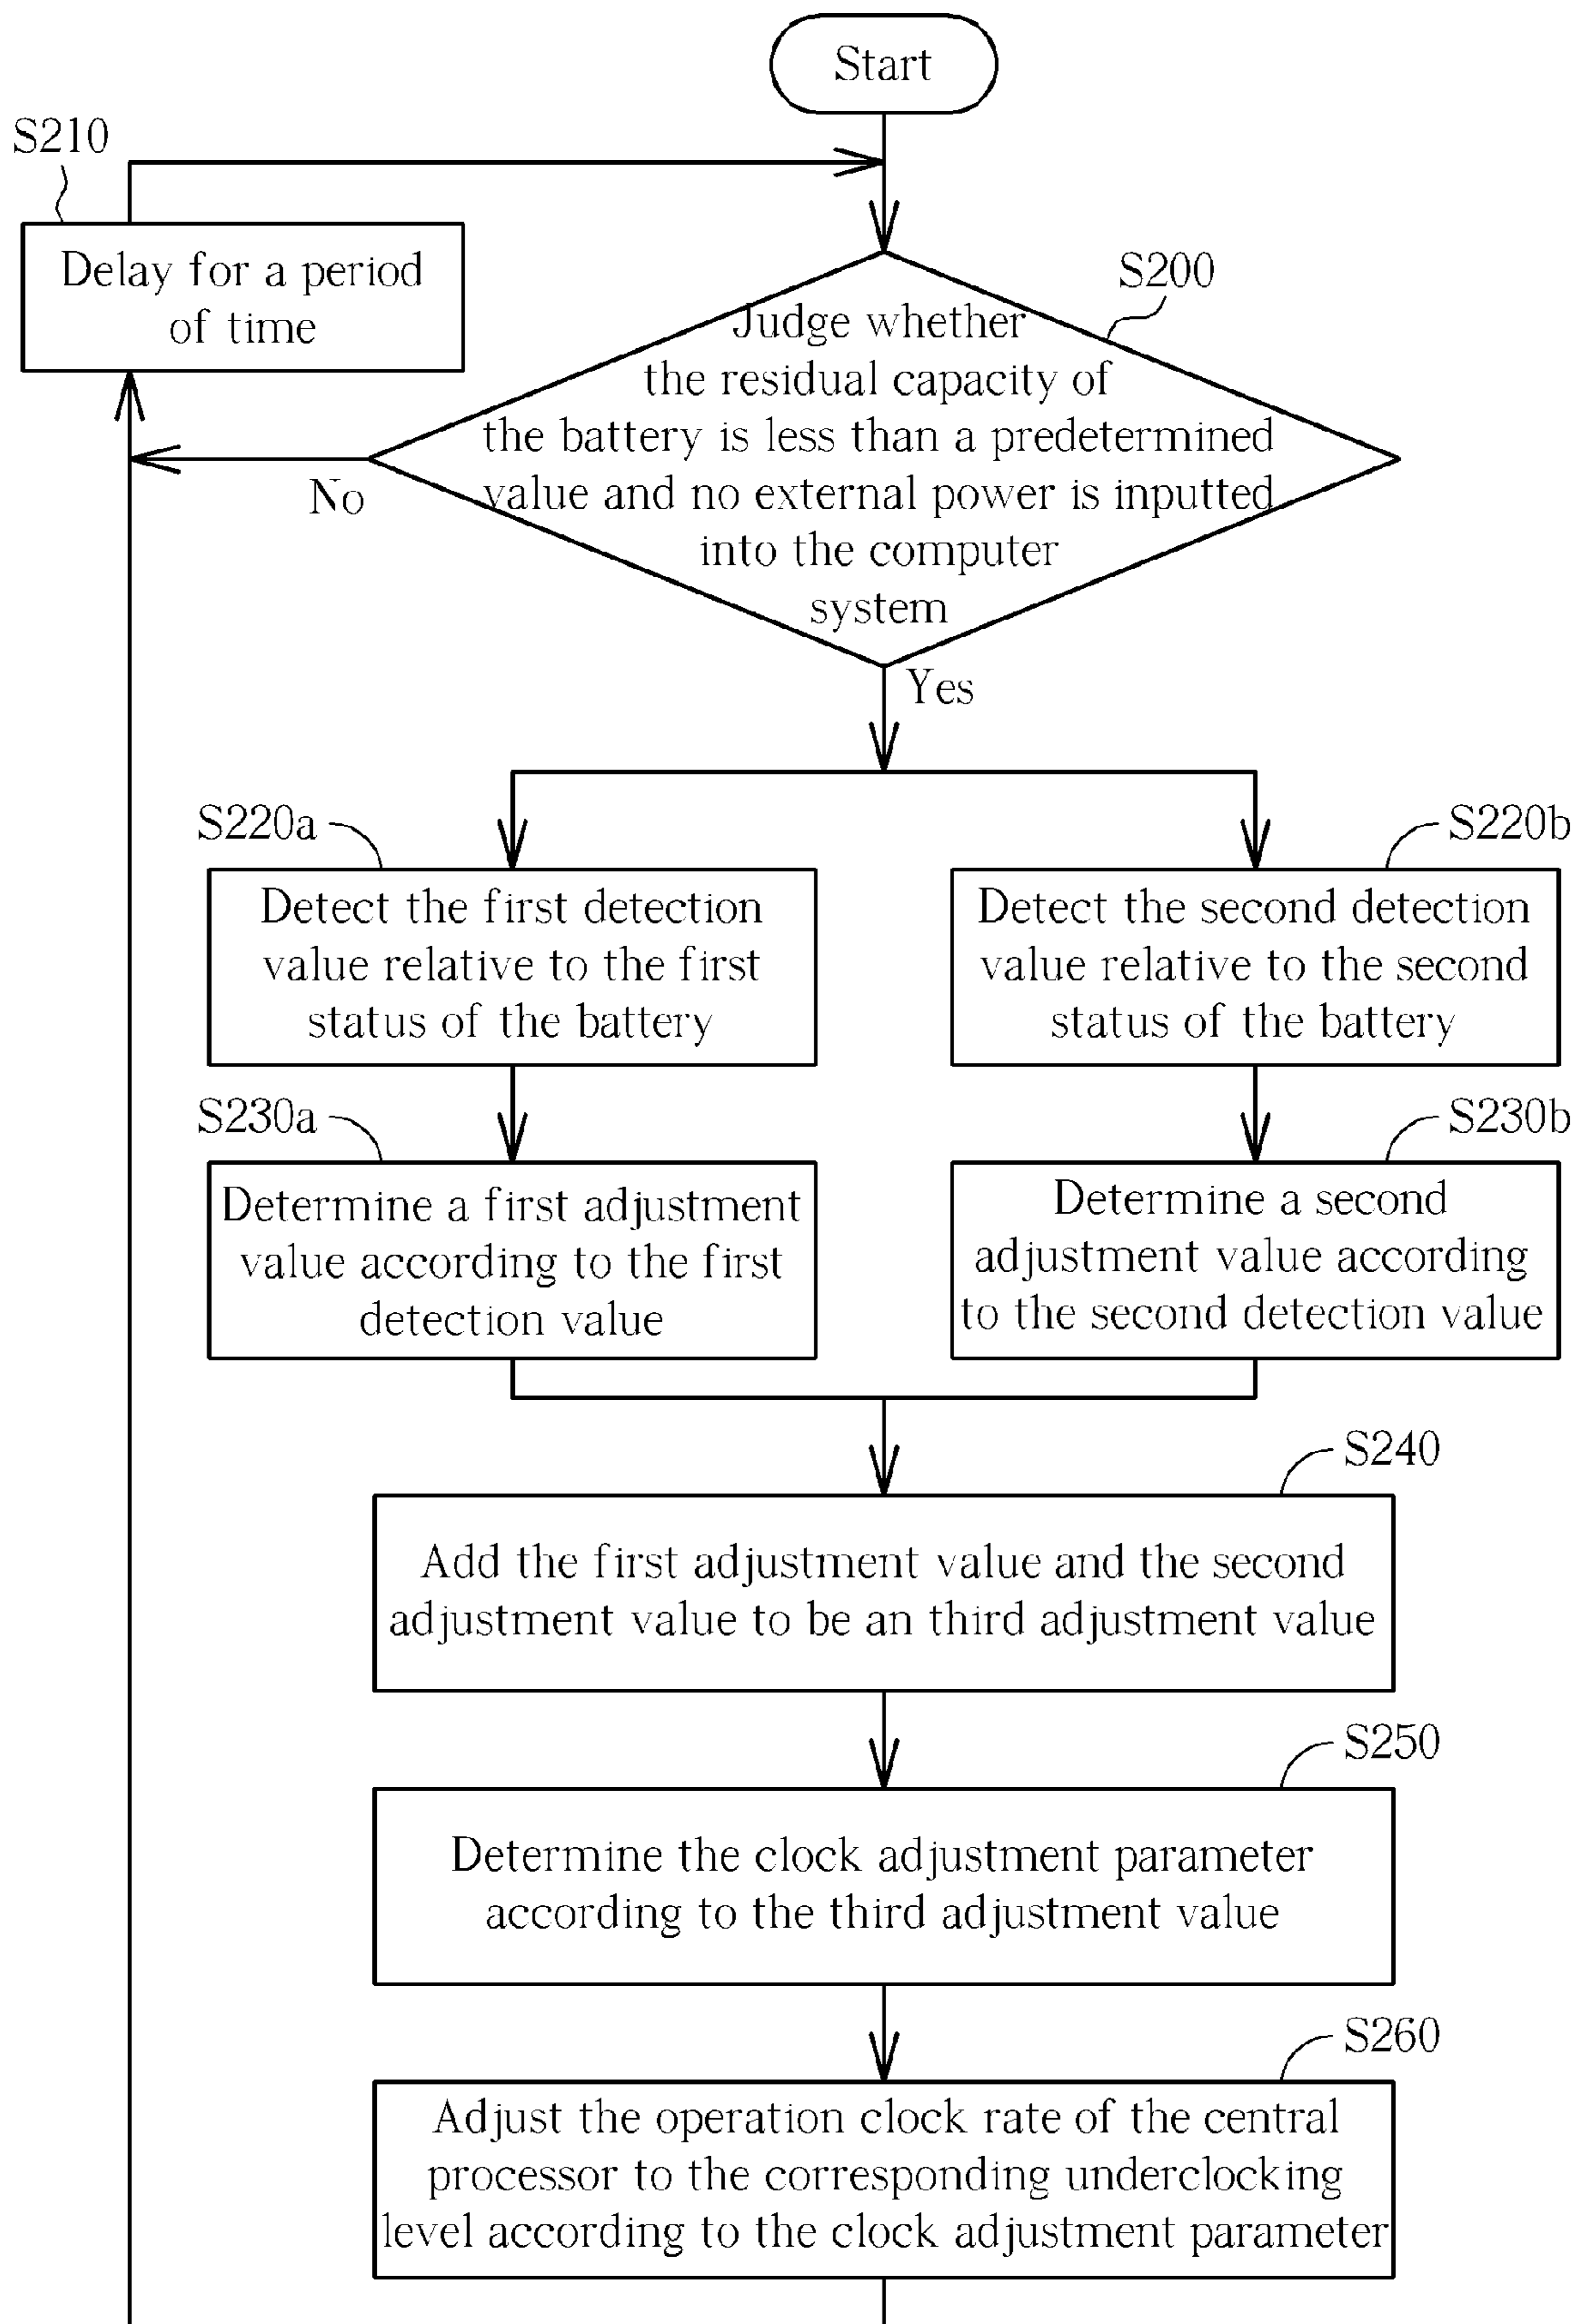 Start
S210
Delay for a period
of time
S200
Judge whether
the residual capacity of
the battery is less than a predetermined
value and no external power is inputted
into the computer
system
No
Yes
S220a
Detect the first detection
value relative to the first
status of the battery
S220b
Detect the second detection
value relative to the second
status of the battery
S230a
Determine a first adjustment
value according to the first
detection value
S230b
Determine a second
adjustment value according
to the second detection value
S240
Add the first adjustment value and the second
adjustment value to be an third adjustment value
S250
Determine the clock adjustment parameter
according to the third adjustment value
S260
Adjust the operation clock rate of the central
processor to the corresponding underclocking
level according to the clock adjustment parameter